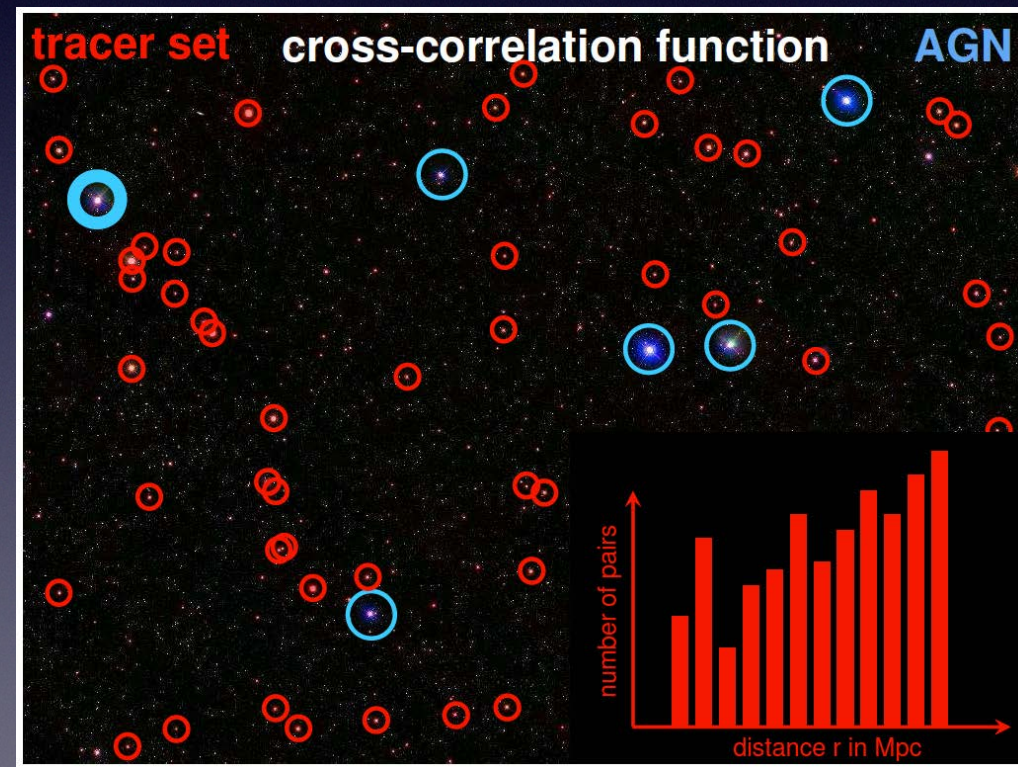 tracer set cross-correlation function AGN
number of pairs
distance r in Mpc